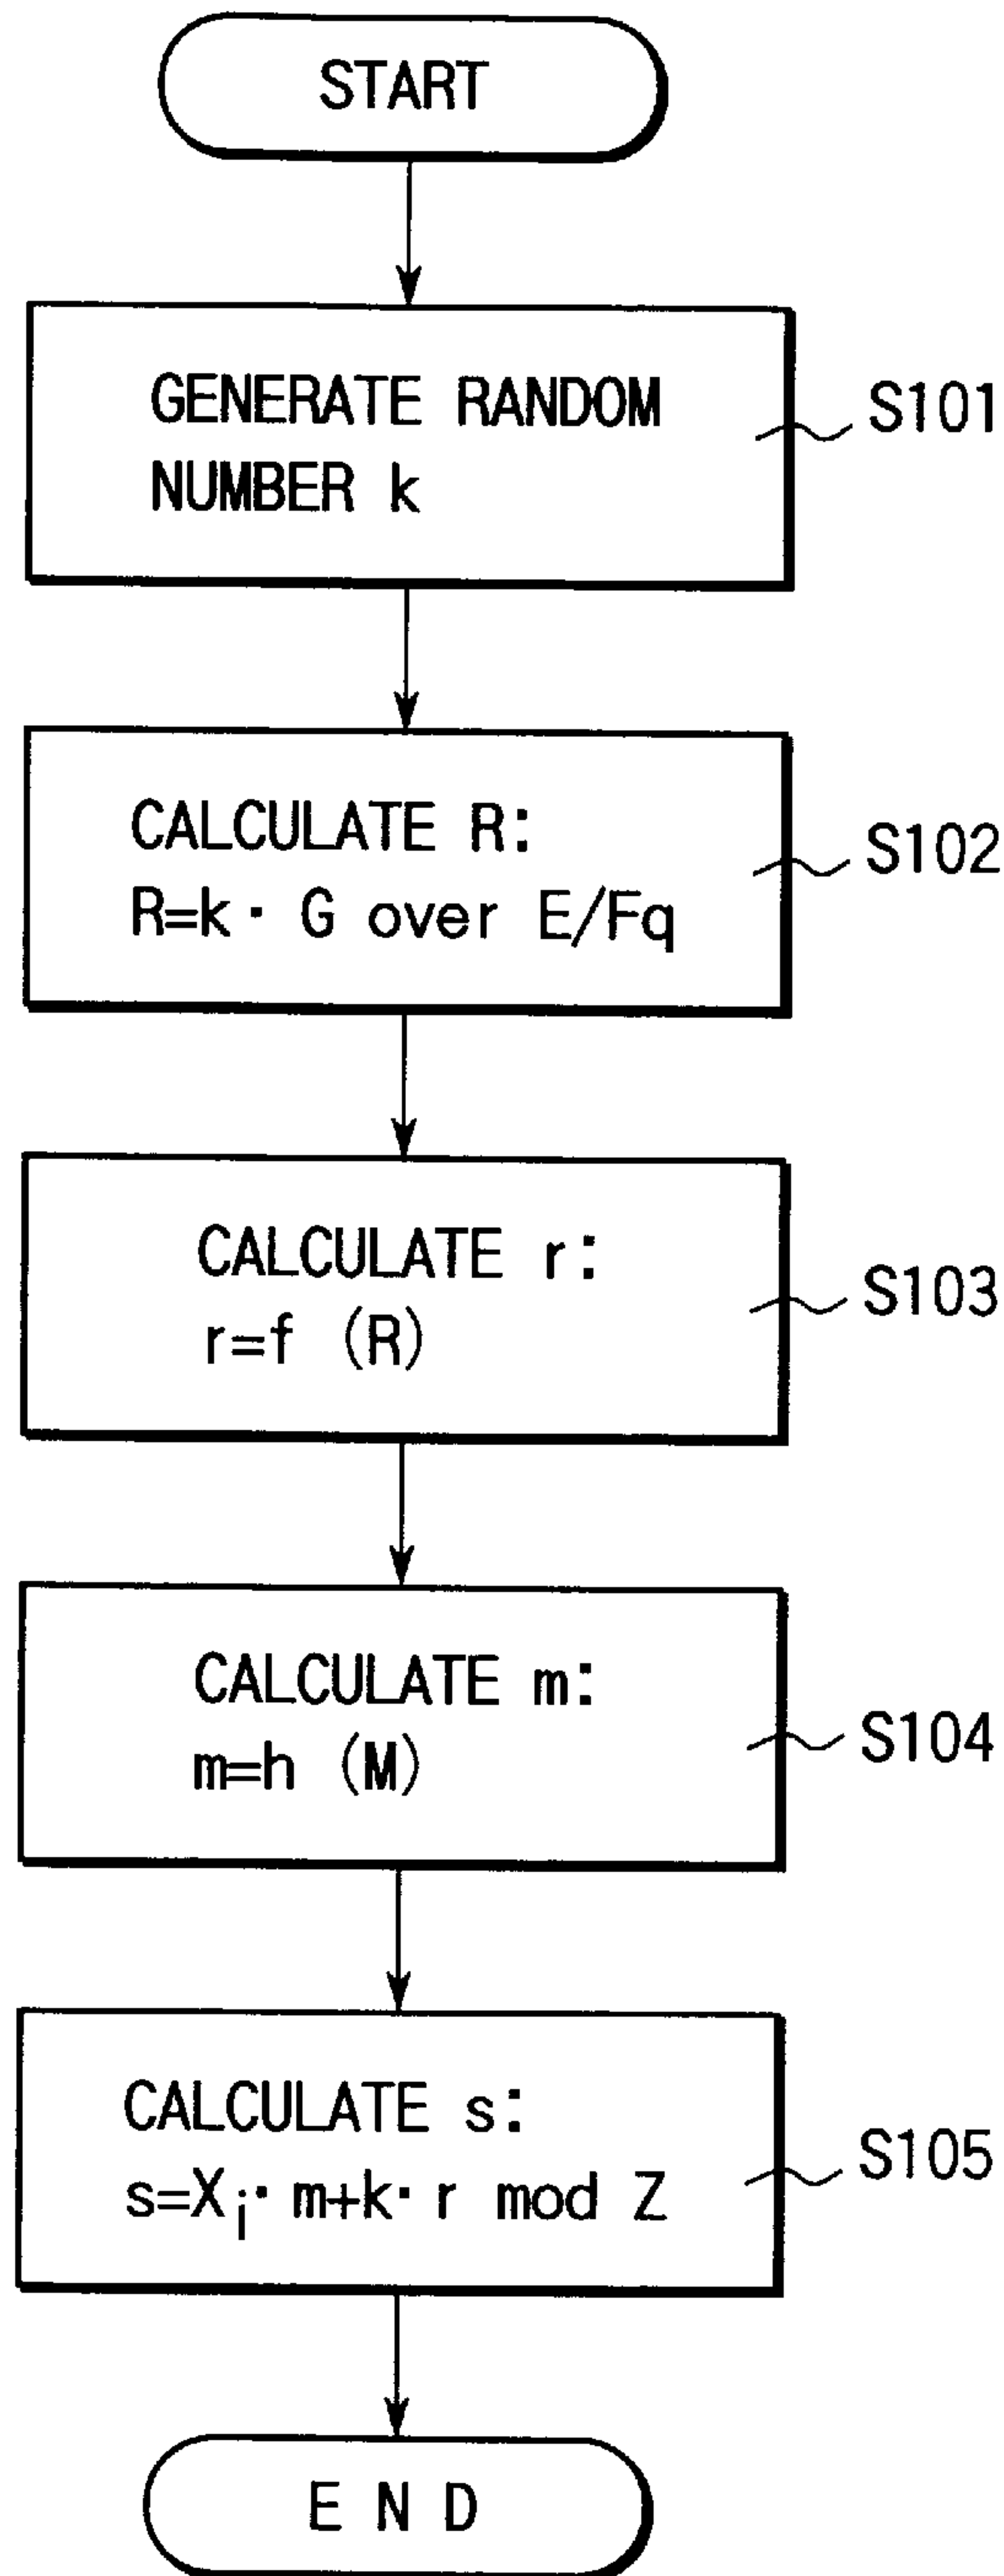 START
GENERATE RANDOM
NUMBER k
S101
CALCULATE R:
R=k· G over E/Fq
S102
CALCULATE r:
r=f (R)
S103
CALCULATE m:
m=h (M)
S104
CALCULATE s:
s=Xi· m+k· r mod Z
S105
E N D